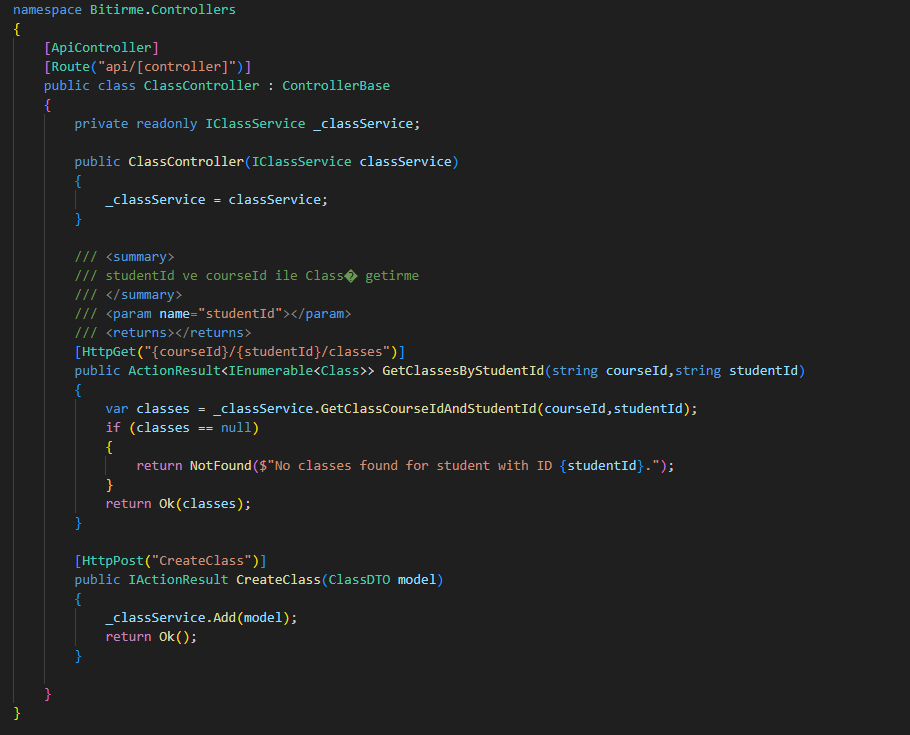 namespace Bitirme.Controllers
{
    [ApiController]
    [Route("api/[controller]")]
    public class ClassController : ControllerBase
    {
        private readonly IClassService _classService;

        public ClassController(IClassService classService)
        {
            _classService = classService;
        }

        /// <summary>
        /// studentId ve courseId ile Class� getirme
        /// </summary>
        /// <param name="studentId"></param>
        /// <returns></returns>
        [HttpGet("{courseId}/{studentId}/classes")]
        public ActionResult<IEnumerable<Class>> GetClassesByStudentId(string courseId,string studentId)
        {
            var classes = _classService.GetClassCourseIdAndStudentId(courseId,studentId);
            if (classes == null)
            {
                return NotFound($"No classes found for student with ID {studentId}.");
            }
            return Ok(classes);
        }

        [HttpPost("CreateClass")]
        public IActionResult CreateClass(ClassDTO model)
        {
            _classService.Add(model);
            return Ok();
        }

    }
}